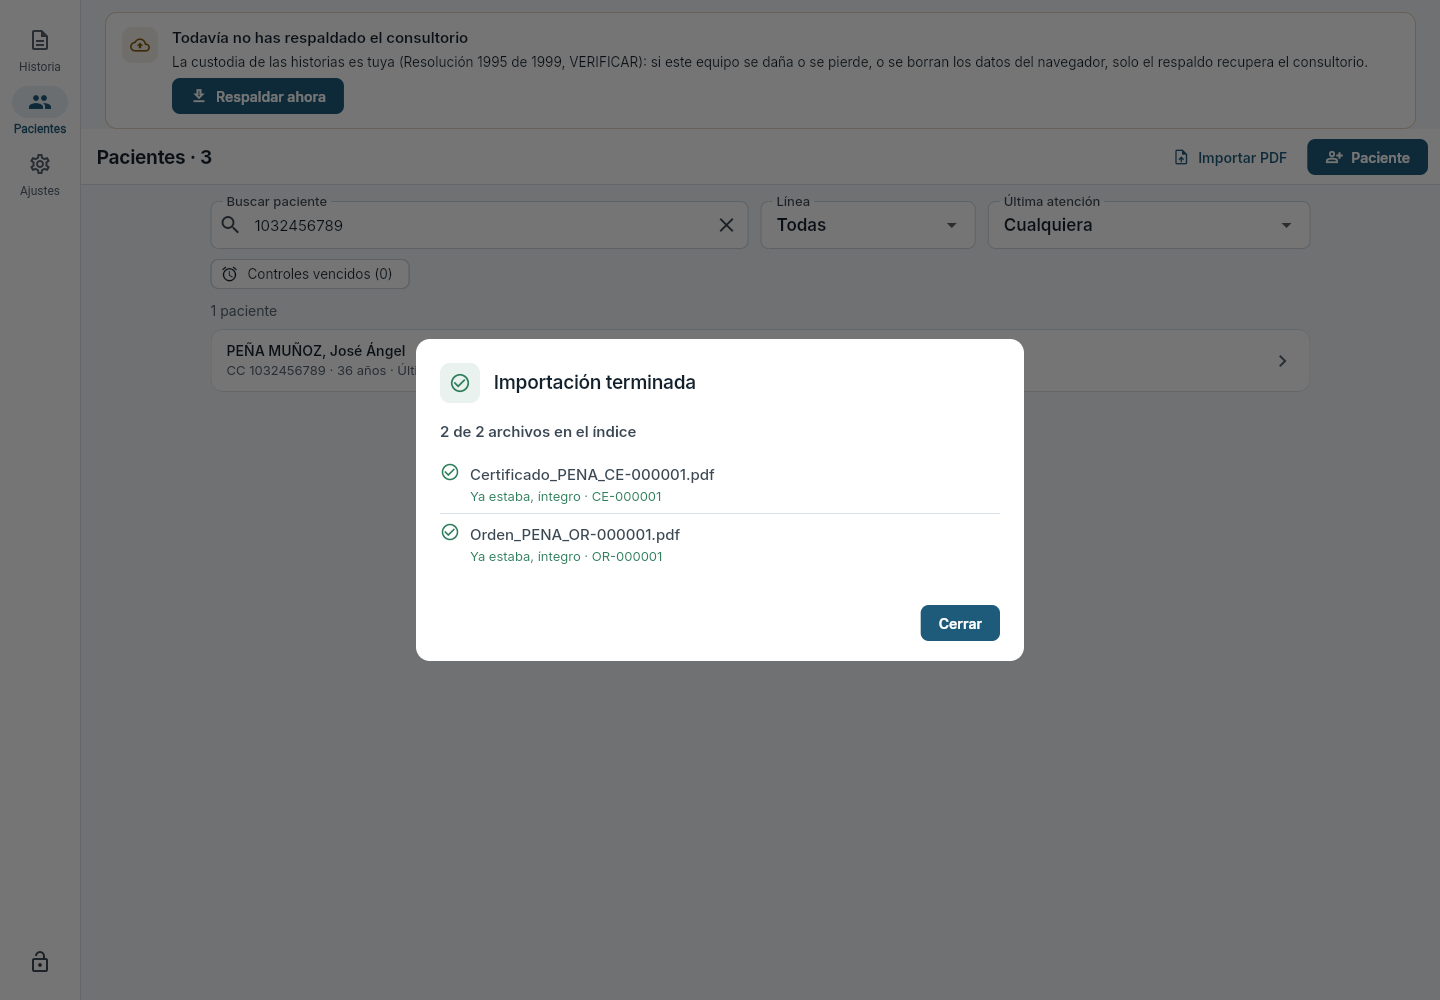 Historia
Pacientes
Ajustes
Todavía no has respaldado el consultorio
La custodia de las historias es tuya (Resolución 1995 de 1999, VERIFICAR): si este equipo se daña o se pierde, o se borran los datos del navegador, solo el respaldo recupera el consultorio.
Respaldar ahora
Pacientes · 3
Importar PDF
Paciente
Buscar paciente
1032456789
Línea
Todas
Última atención
Cualquiera
Controles vencidos (0)
1 paciente
PEÑA MUÑOZ, José Ángel
CC 1032456789 · 36 años ·
Importación terminada
2 de 2 archivos en el índice
Certificado_PENA_CE-000001.pdf
Ya estaba, íntegro · CE-000001
Orden_PENA_OR-000001.pdf
Ya estaba, íntegro · OR-000001
Cerrar